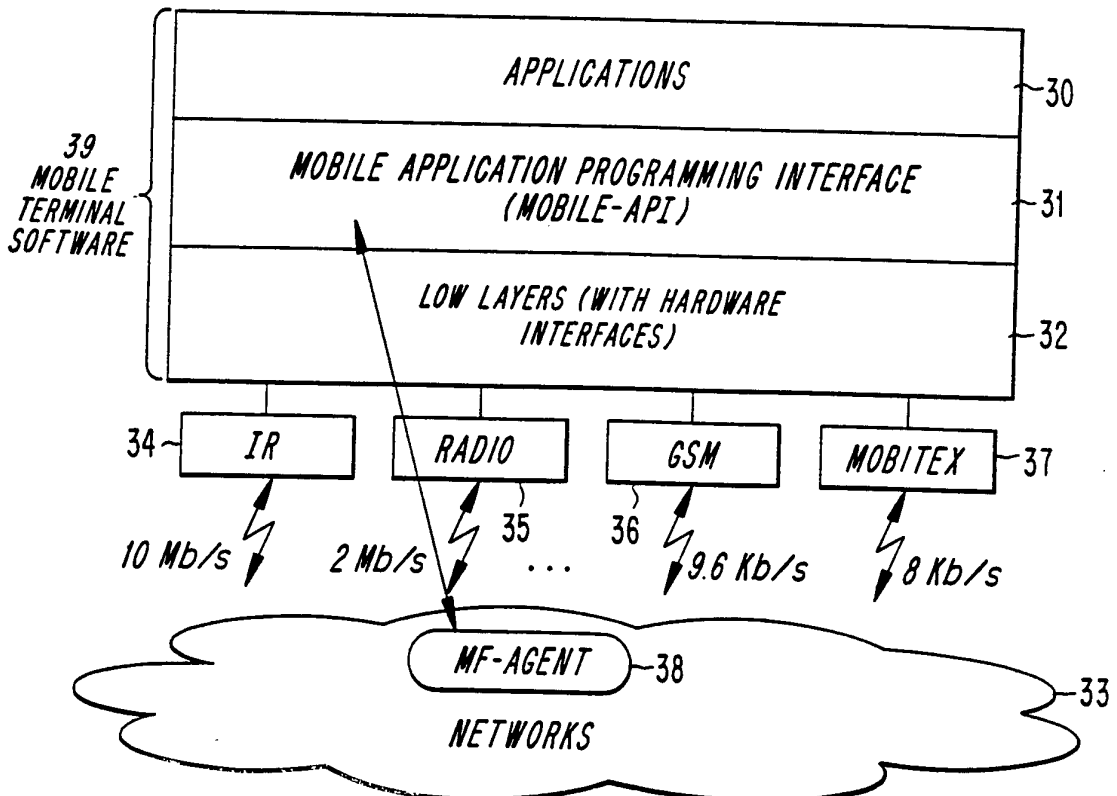 APPLICATIONS
30
39
MOBILE
TERMINAL
SOFTWARE
MOBILE APPLICATION PROGRAMMING INTERFACE
(MOBILE-API)
31
LOW LAYERS (WITH HARDWARE
INTERFACES)
32
34
IR
RADIO
35
GSM
36
MOBITEX
37
10 Mb/s
2 Mb/s
...
9.6 Kb/s
8 Kb/s
MF-AGENT
38
33
NETWORKS